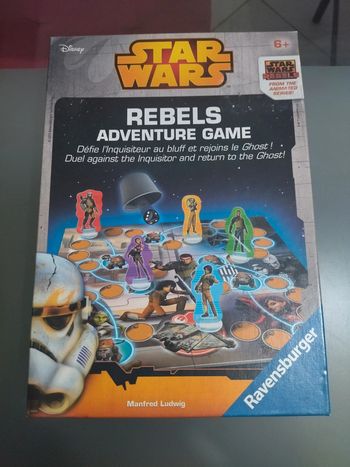 Disney
STAR
WARS
6+
STAR
WARS
REBELS
FROM THE
ANIMATED
SERIES!
REBELS
ADVENTURE GAME
Défie l'Inquisiteur au bluff et rejoins le Ghost !
Duel against the Inquisitor and return to the Ghost!
Manfred Ludwig
Ravensburger